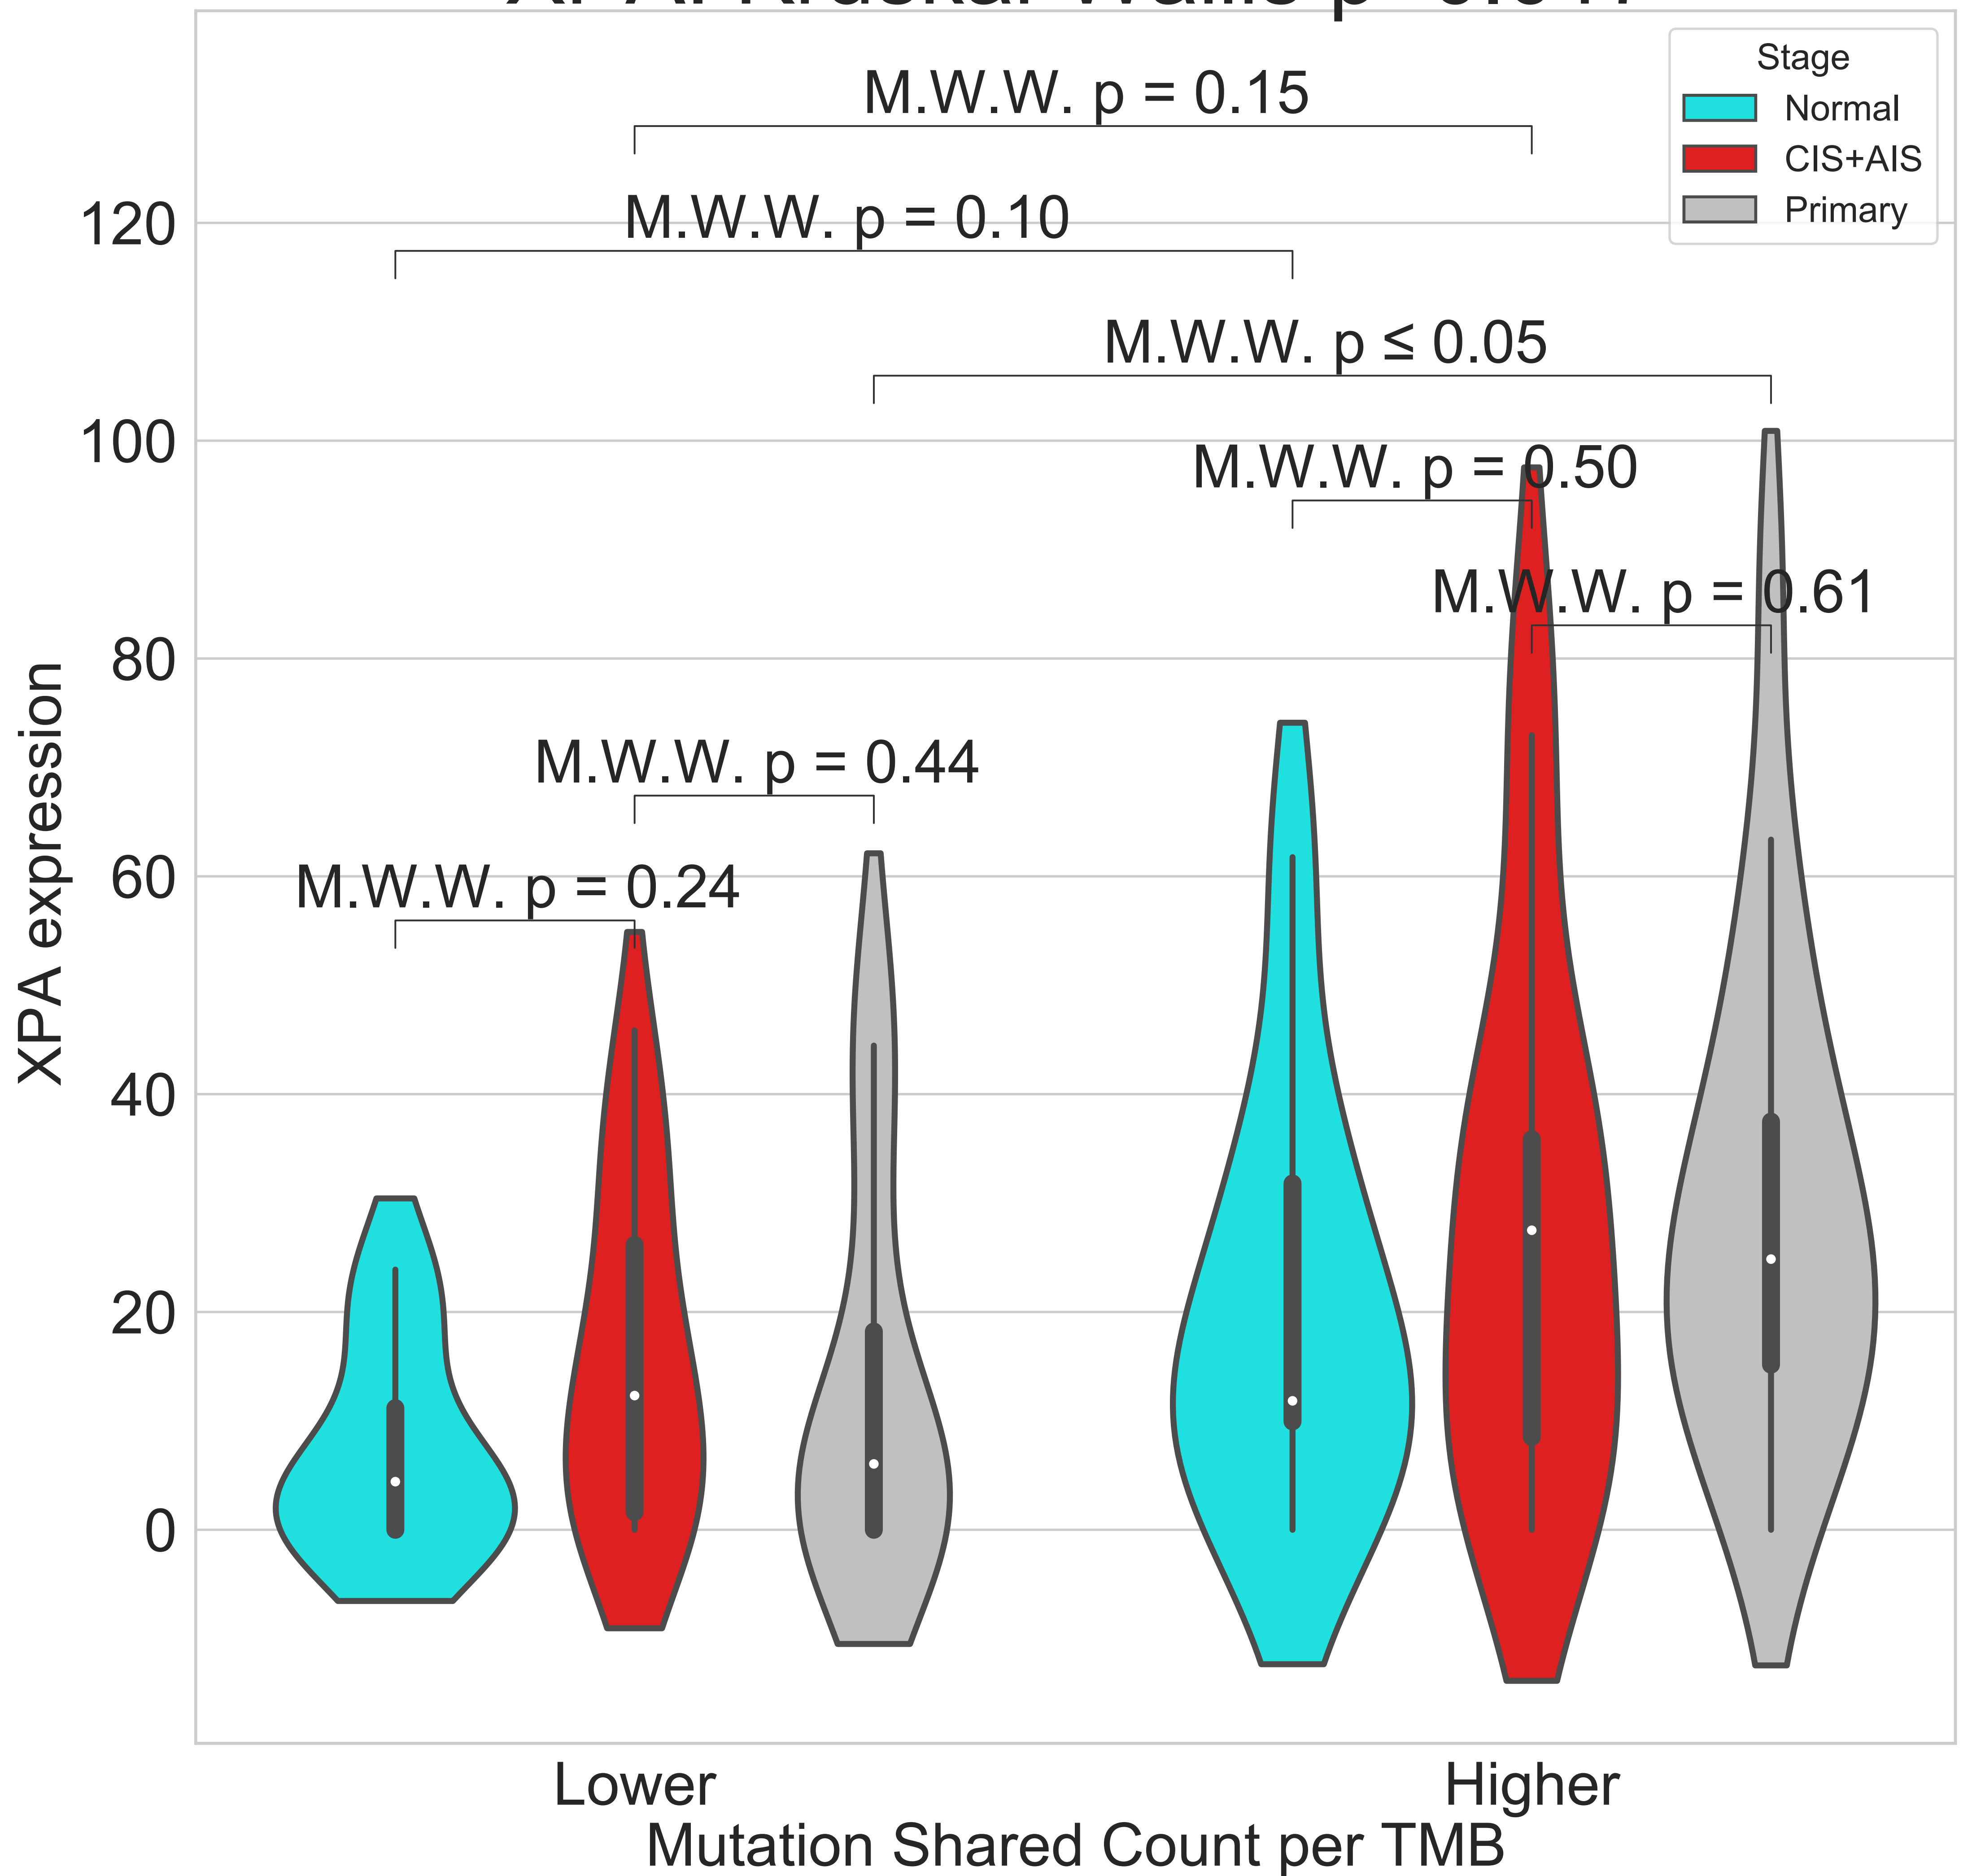 Stage
Normal
CIS+AIS
Primary
M.W.W. p = 0.15
M.W.W. p = 0.10
M.W.W. p ≤ 0.05
M.W.W. p = 0.50
M.W.W. p = 0.61
M.W.W. p = 0.44
M.W.W. p = 0.24
120
100
80
60
40
20
0
XPA expression
Lower
Higher
Mutation Shared Count per TMB